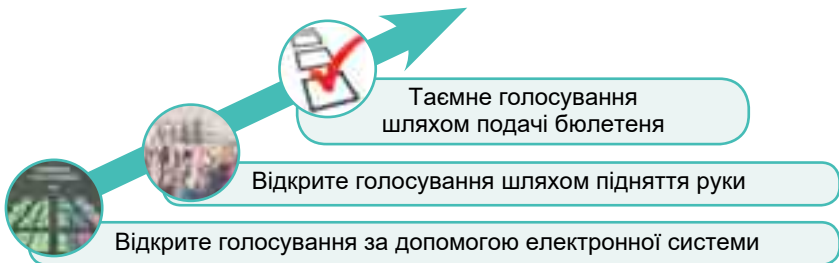 Таємне голосування
шляхом подачі бюлетеня
Відкрите голосування шляхом підняття руки
Відкрите голосування за допомогою електронної системи